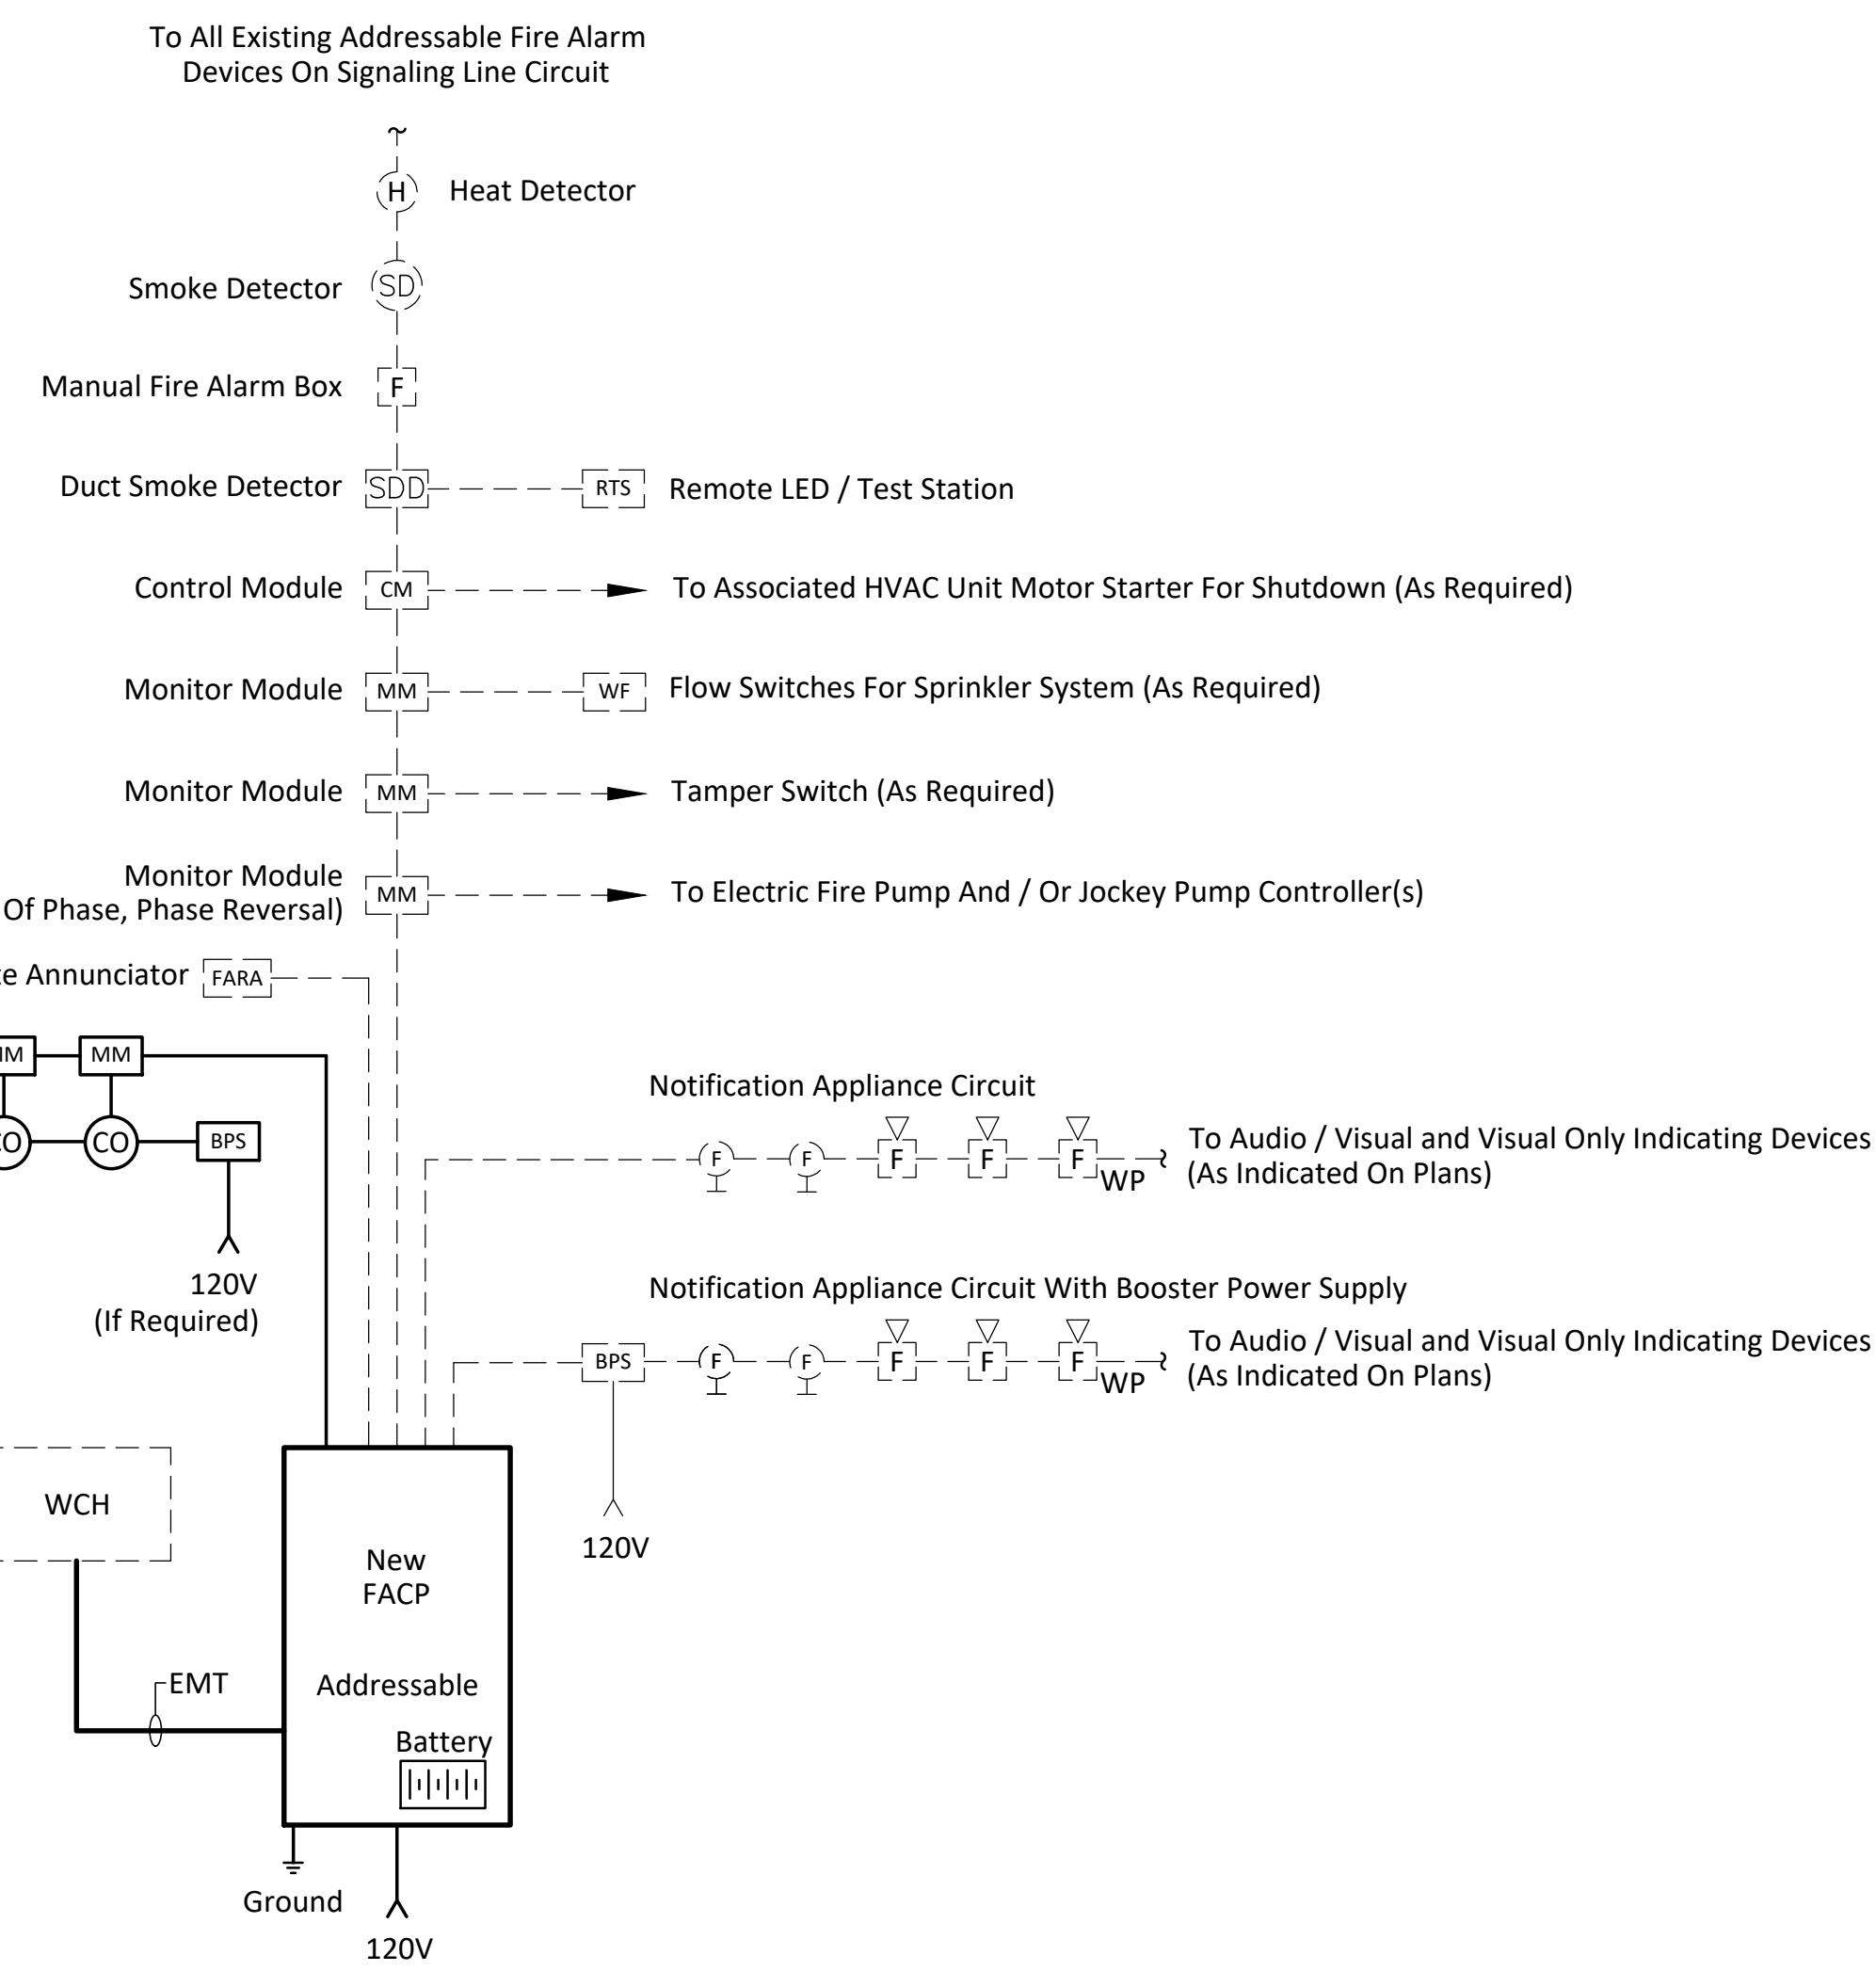 To All Existing Addressable Fire Alarm
Devices On Signaling Line Circuit
H Heat Detector
Smoke Detector SD
Manual Fire Alarm Box F
Duct Smoke Detector SDD RTS Remote LED / Test Station
Control Module CM To Associated HVAC Unit Motor Starter For Shutdown (As Required)
Monitor Module MM WF Flow Switches For Sprinkler System (As Required)
Monitor Module MM Tamper Switch (As Required)
Monitor Module
Of Phase, Phase Reversal) MM To Electric Fire Pump And / Or Jockey Pump Controller(s)
Annunciator FARA
MM
CO BPS
120V
(If Required)
Notification Appliance Circuit
F F F F F WP
To Audio / Visual and Visual Only Indicating Devices
(As Indicated On Plans)
Notification Appliance Circuit With Booster Power Supply
BPS F F F F F WP
To Audio / Visual and Visual Only Indicating Devices
(As Indicated On Plans)
120V
WCH
EMT
New
FACP
Addressable
Battery
Ground
120V